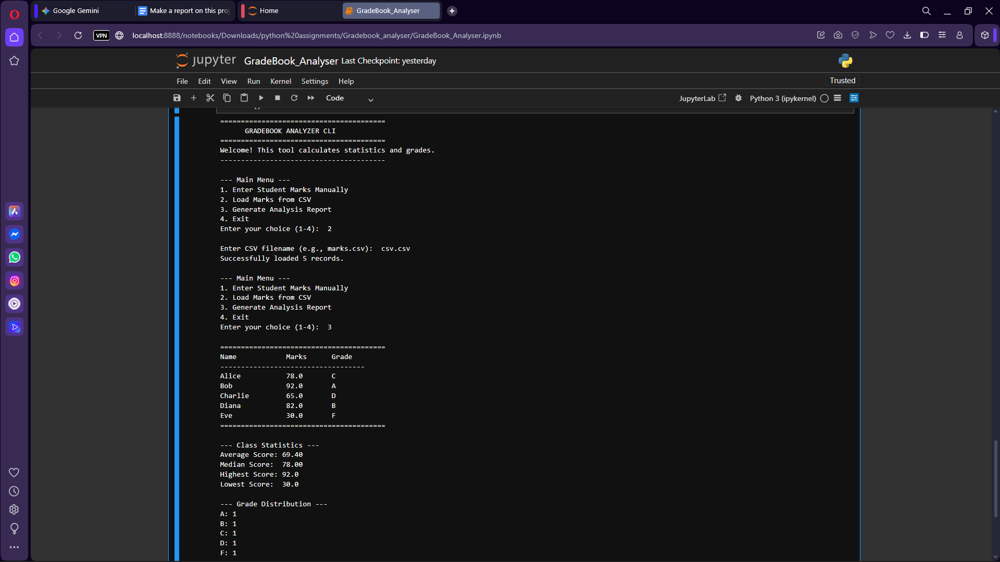 Google Gemini
Make a report on this proj
Home
GradeBook_Analyser
VPN
localhost:8888/notebooks/Downloads/python%20assignments/Gradebook_analyser/GradeBook_Analyser.ipynb
jupyter GradeBook_Analyser Last Checkpoint: yesterday
File Edit View Run Kernel Settings Help
Trusted
Code
JupyterLab
Python 3 (ipykernel)
========================================
GRADEBOOK ANALYZER CLI
========================================
Welcome! This tool calculates statistics and grades.
----------------------------------------
--- Main Menu ---
1. Enter Student Marks Manually
2. Load Marks from CSV
3. Generate Analysis Report
4. Exit
Enter your choice (1-4): 2
Enter CSV filename (e.g., marks.csv): csv.csv
Successfully loaded 5 records.
--- Main Menu ---
1. Enter Student Marks Manually
2. Load Marks from CSV
3. Generate Analysis Report
4. Exit
Enter your choice (1-4): 3
========================================
Name Marks Grade
-----------------------------------
Alice 78.0 C
Bob 92.0 A
Charlie 65.0 D
Diana 82.0 B
Eve 30.0 F
========================================
--- Class Statistics ---
Average Score: 69.40
Median Score: 78.00
Highest Score: 92.0
Lowest Score: 30.0
--- Grade Distribution ---
A: 1
B: 1
C: 1
D: 1
F: 1